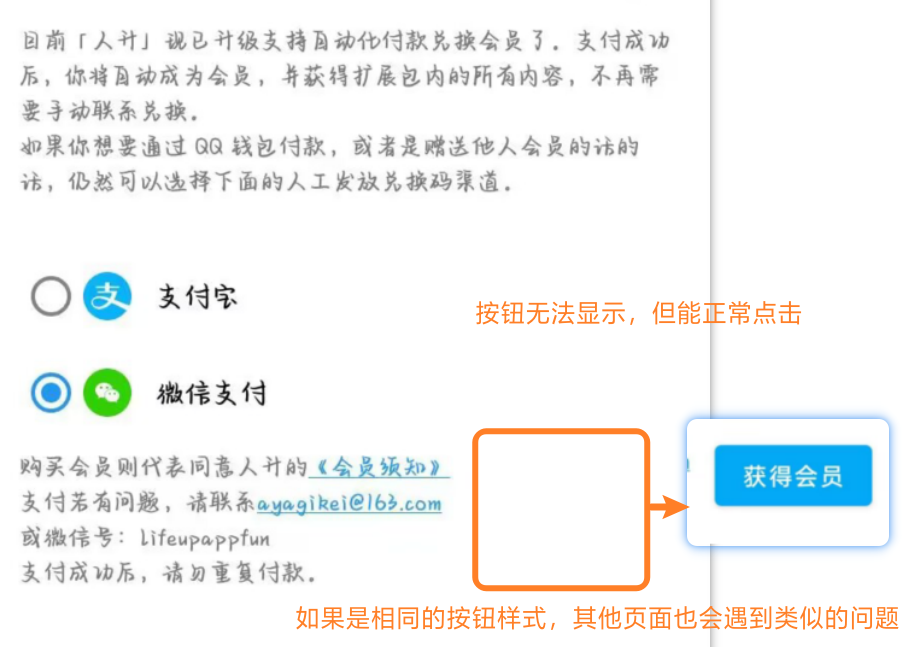 目前「人升」现已升级支持自动化付款兑换会员了。支付成功
后，你将自动成为会员，并获得扩展包内的所有内容，不再需
要手动联系兑换。
如果你想要通过 QQ 钱包付款，或者是赠送他人会员的话的
话，仍然可以选择下面的人工发放兑换码渠道。
支
支付宝
按钮无法显示，但能正常点击
微信支付
购买会员则代表同意人升的《会员须知》
支付若有问题，请联系ayagikei@163.com
或微信号：lifeupappfun
支付成功后，请勿重复付款。
获得会员
如果是相同的按钮样式，其他页面也会遇到类似的问题